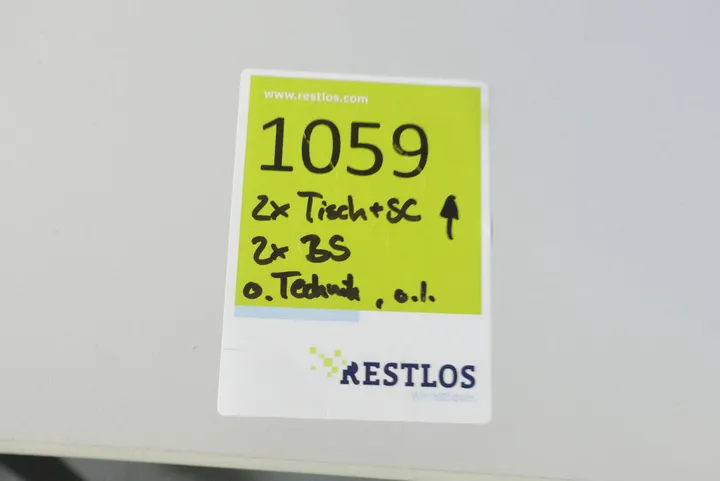 www.restlos.com
1059
2x Tisch+SC ↑
2x BS
o. Technik, o.I.
RESTLOS